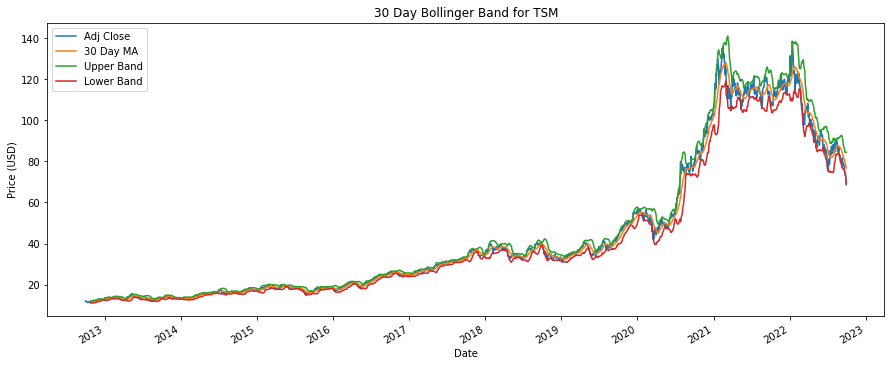 30 Day Bollinger Band for TSM
Adj Close
30 Day MA
Upper Band
Lower Band
Price (USD)
140
120
100
80
60
40
20
2013
2014
2015
2016
2017
2018
2019
2020
2021
2022
2023
Date